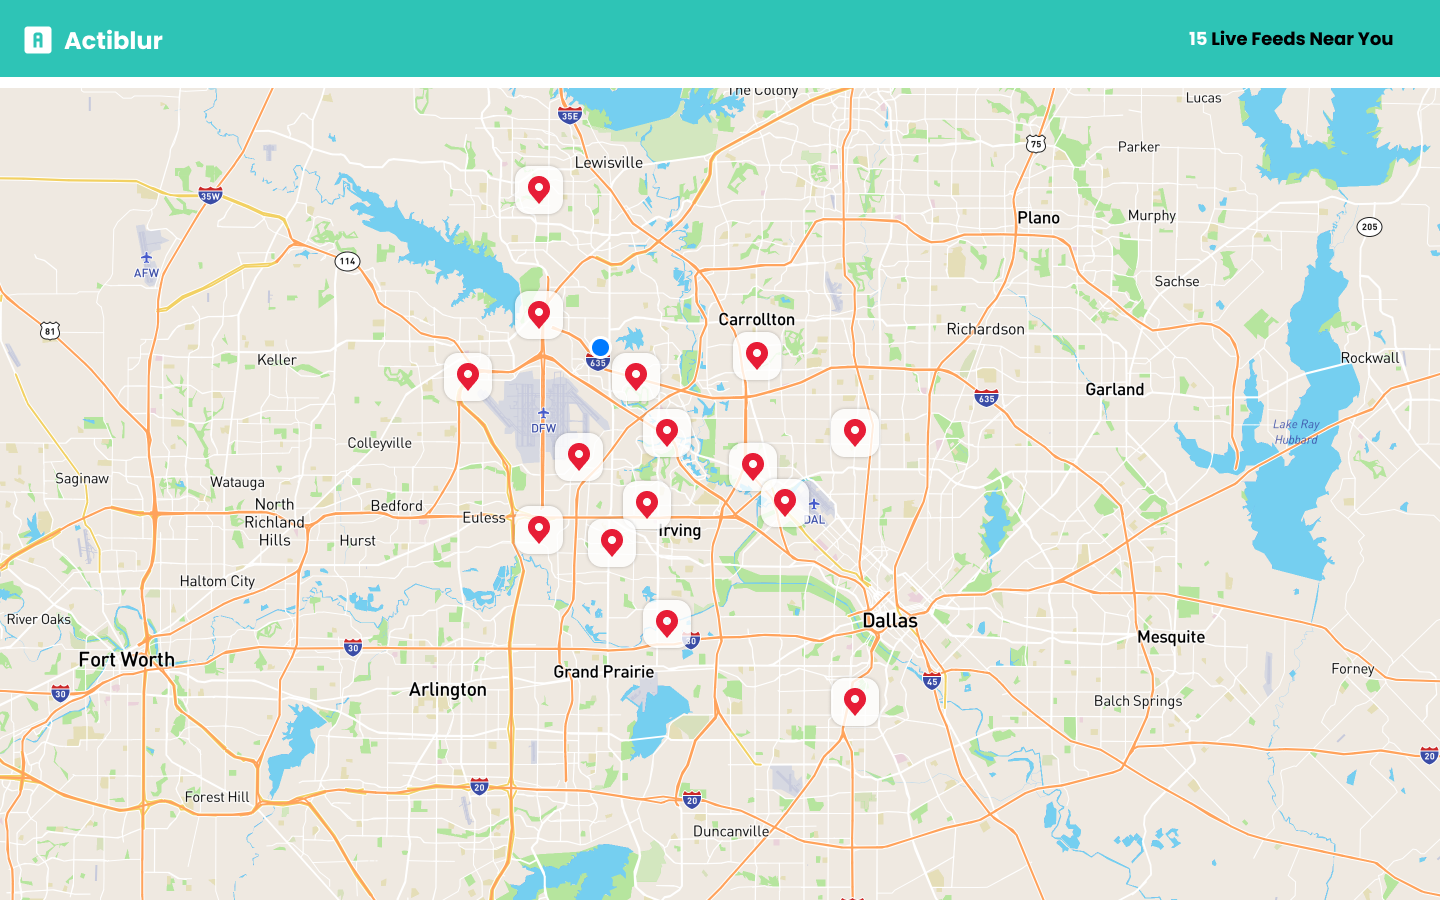 Actiblur
15 Live Feeds Near You
The Colony
Lucas
35E
75
Parker
Lewisville
35W
Plano
Murphy
205
114
AFW
Sachse
81
Carrollton
Richardson
Keller
635
Rockwall
Garland
635
DFW
Lake Ray
Hubbard
Colleyville
Saginaw
Watauga
North
Richland
Hills
Bedford
Euless
DAL
Irving
Hurst
Haltom City
River Oaks
Dallas
Mesquite
30
30
Fort Worth
Grand Prairie
Forney
Arlington
30
45
Balch Springs
20
20
Forest Hill
20
Duncanville